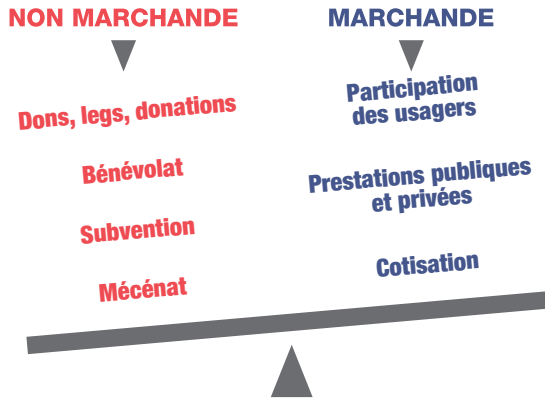 NON MARCHANDE
Dons, legs, donations
Bénévolat
Subvention
Mécénat
MARCHANDE
Participation
des usagers
Prestations publiques
et privées
Cotisation